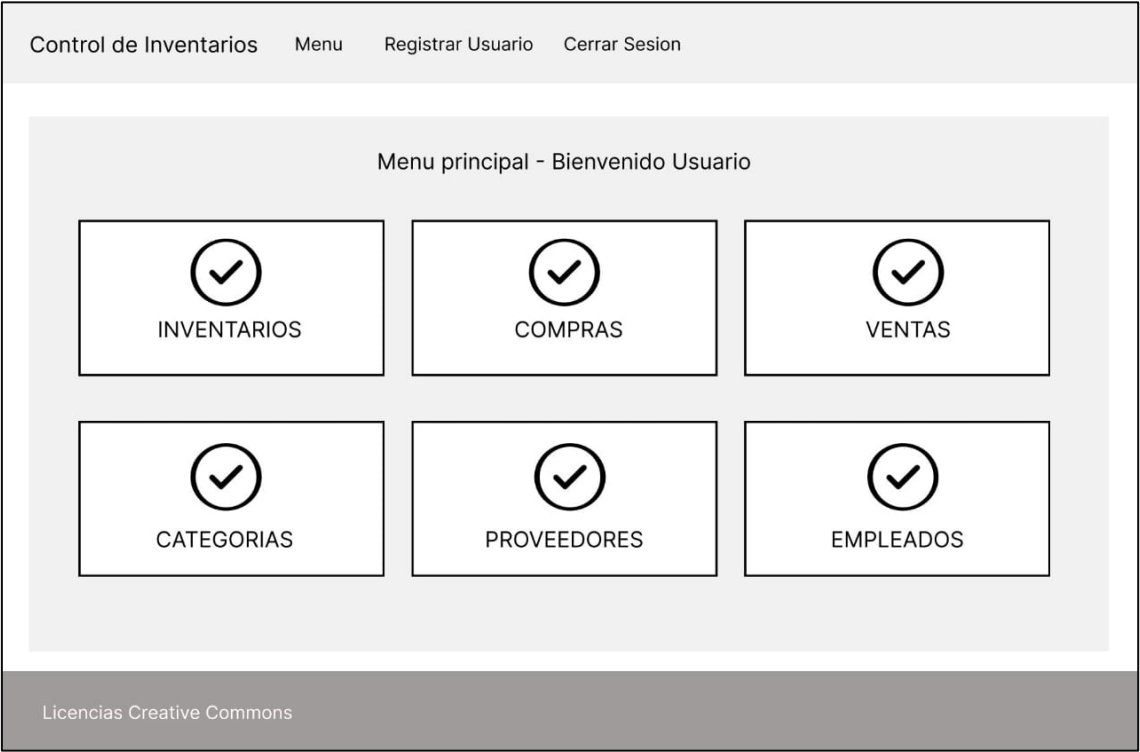 Control de Inventarios Menu Registrar Usuario Cerrar Sesion
Menu principal - Bienvenido Usuario
INVENTARIOS COMPRAS VENTAS
CATEGORIAS PROVEEDORES EMPLEADOS
Licencias Creative Commons